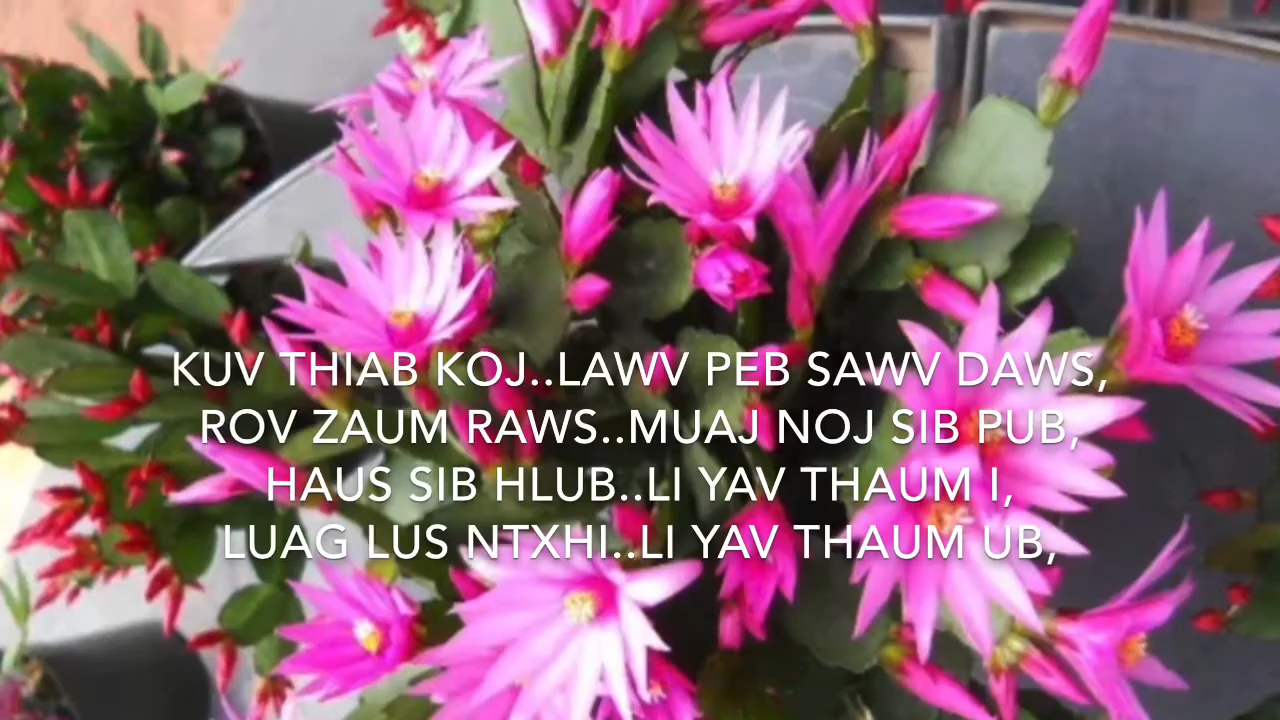 KUV THIAB KOJ..LAWV PEB SAWV DAWS,
ROV ZAUM RAWS..MUAJ NOJ SIB PUB,
HAUS SIB HLUB..LI YAV THAUM I,
LUAG LUS NTXHI..LI YAV THAUM UB,